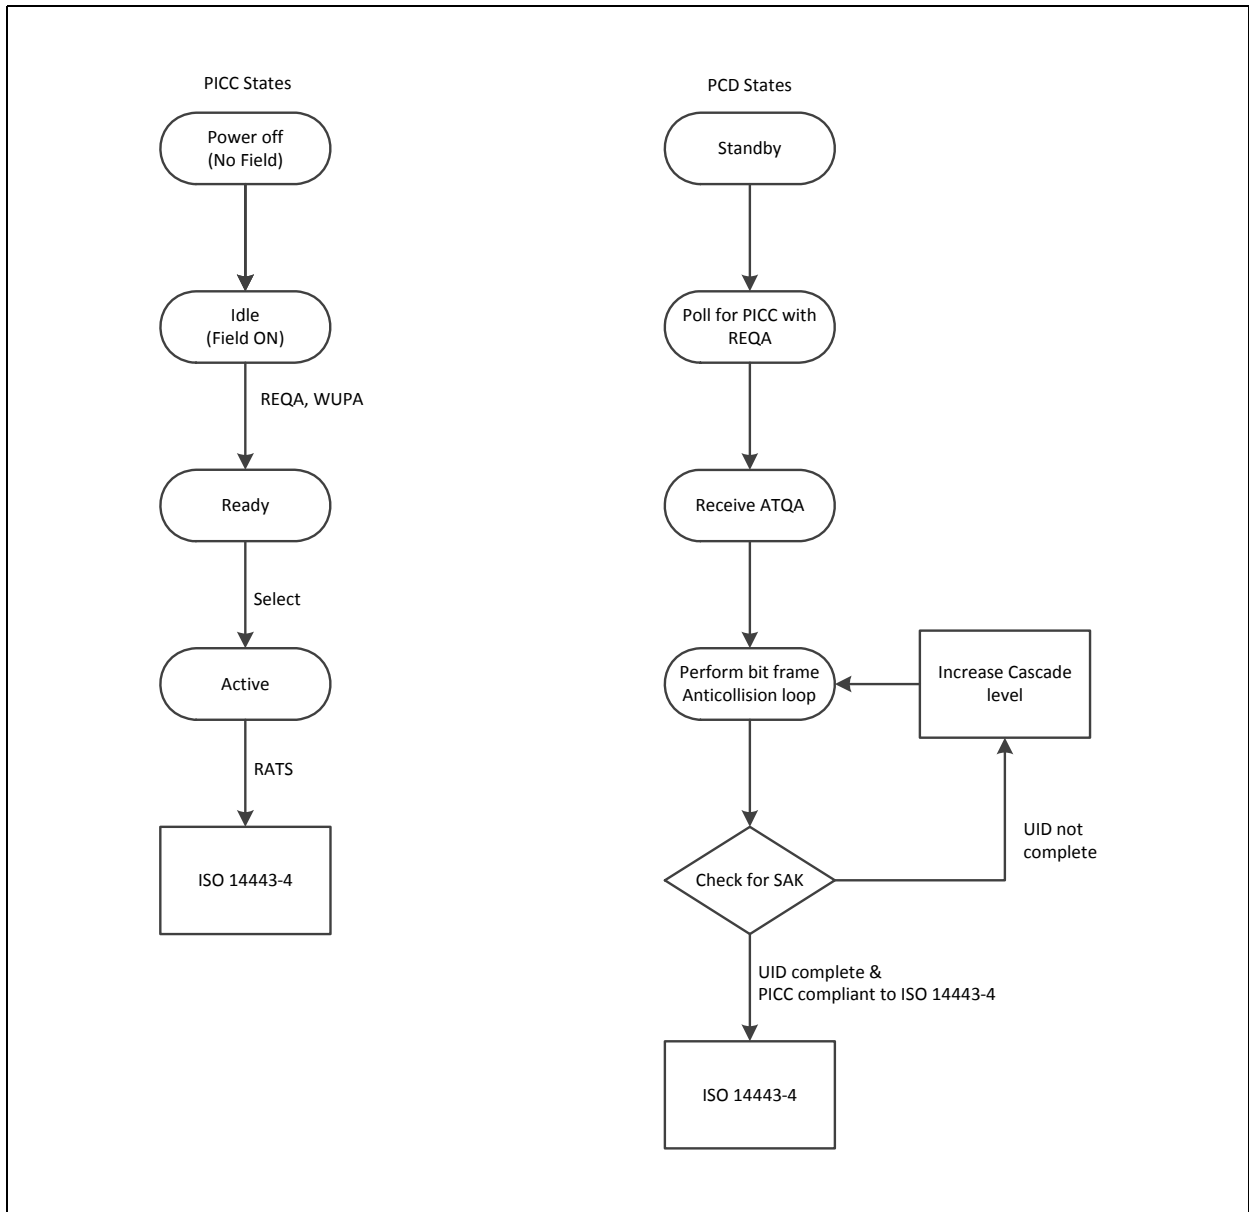 PICC States
Power off
(No Field)
Idle
(Field ON)
REQA, WUPA
Ready
Select
Active
RATS
ISO 14443-4
PCD States
Standby
Poll for PICC with
REQA
Receive ATQA
Perform bit frame
Anticollision loop
Increase Cascade
level
Check for SAK
UID not
complete
UID complete &
PICC compliant to ISO 14443-4
ISO 14443-4